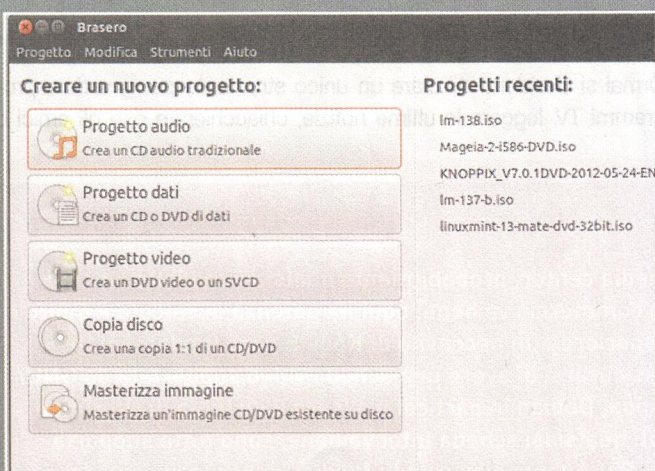 Brasero
Progetto Modifica Strumenti Aiuto
Creare un nuovo progetto:
Progetto audio
Crea un CD audio tradizionale
Progetto dati
Crea un CD o DVD di dati
Progetto video
Crea un DVD video o un SVCD
Copia disco
Crea una copia 1:1 di un CD/DVD
Masterizza immagine
Masterizza un'immagine CD/DVD esistente su disco
Progetti recenti:
lm-138.iso
Mageia-2-i586-DVD.iso
KNOPPIX_V7.0.1DVD-2012-05-24-EN
lm-137-b.iso
linuxmint-13-mate-dvd-32bit.iso